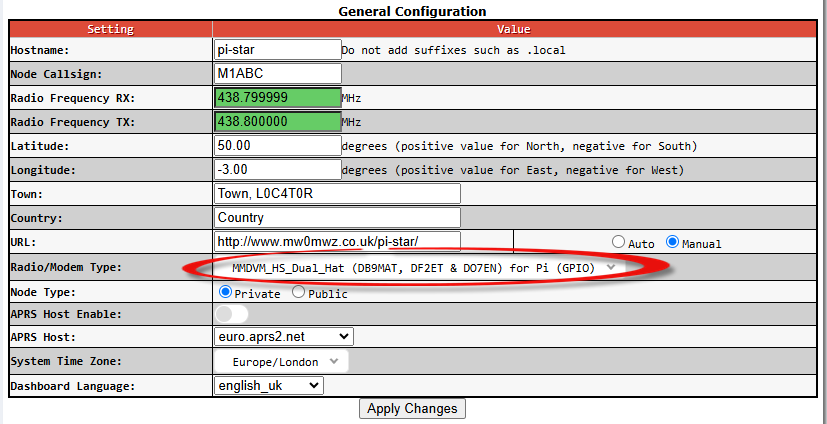 General Configuration
Setting Value
Hostname: pi-star Do not add suffixes such as .local
Node Callsign: M1ABC
Radio Frequency RX: 438.799999 MHz
Radio Frequency TX: 438.800000 MHz
Latitude: 50.00 degrees (positive value for North, negative for South)
Longitude: -3.00 degrees (positive value for East, negative for West)
Town: Town, L0C4T0R
Country: Country
URL: http://www.mw0mwz.co.uk/pi-star/ Auto Manual
Radio/Modem Type: MMDVM_HS_Dual_Hat (DB9MAT, DF2ET & DO7EN) for Pi (GPIO)
Node Type: Private Public
APRS Host Enable:
APRS Host: euro.aprs2.net
System Time Zone: Europe/London
Dashboard Language: english_uk
Apply Changes